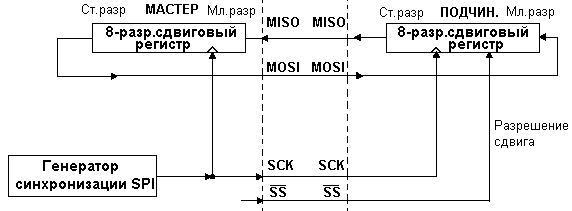 Ст.разр МАСТЕР Мл.разр MISO MISO Ст.разр ПОДЧИН. Мл.разр
8-разр.сдвиговый
регистр
8-разр.сдвиговый
регистр
MOSI MOSI
Разрешение
сдвига
Генератор
синхронизации SPI
SCK SCK
SS SS